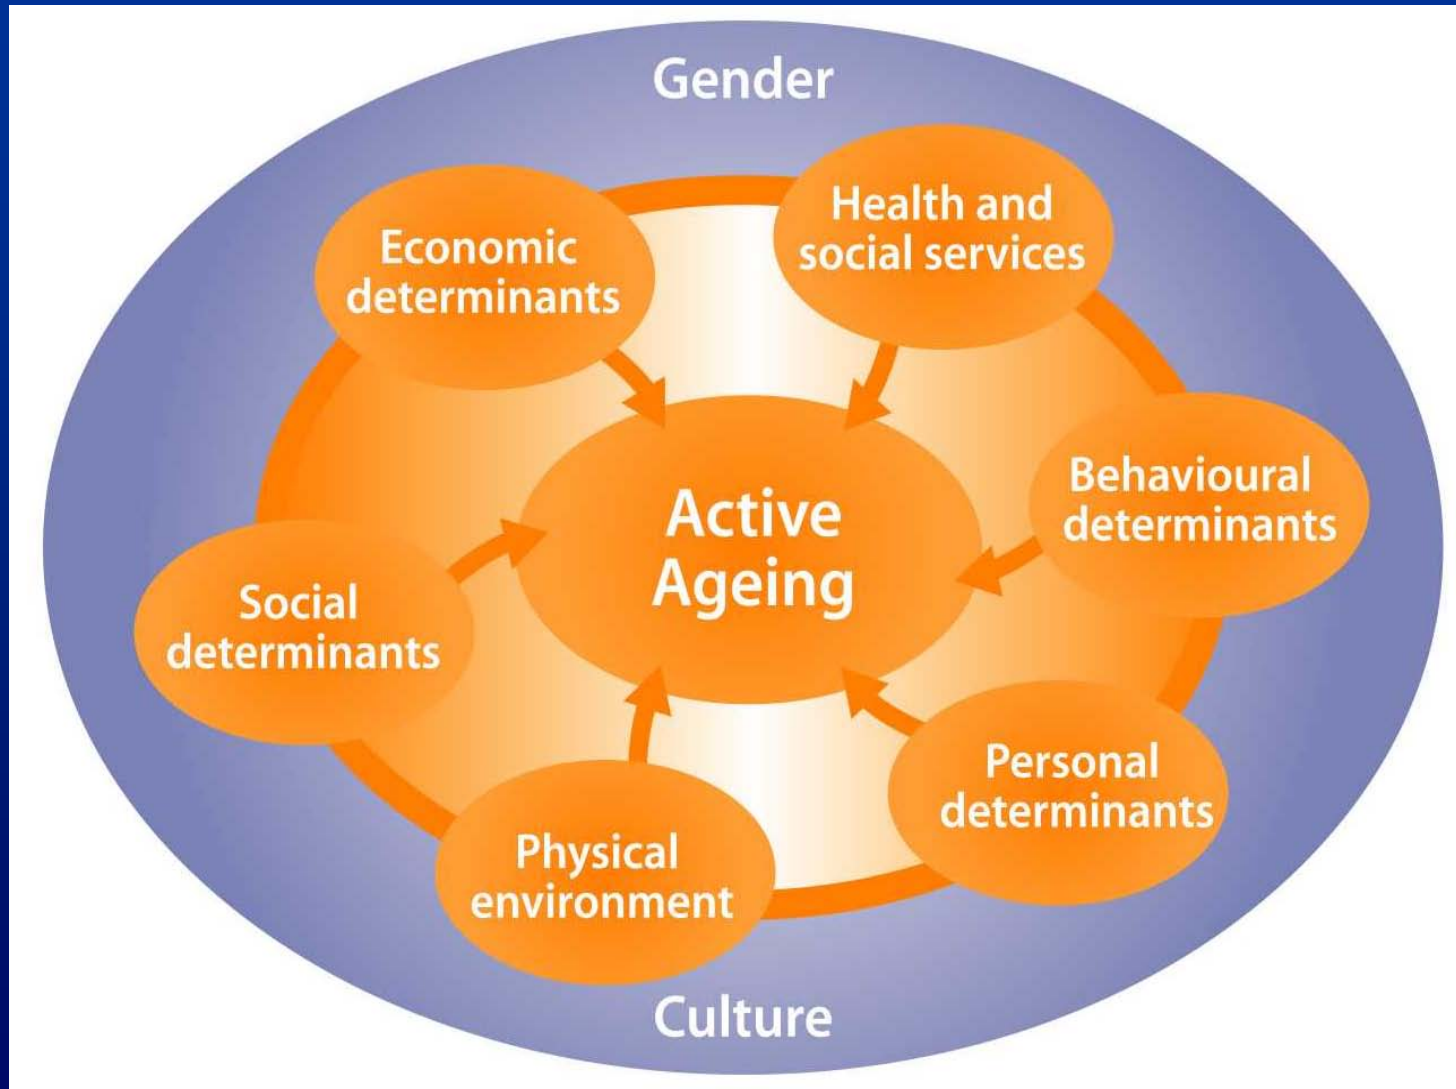 Gender
Health and
social services
Economic
determinants
Behavioural
determinants
Active
Ageing
Social
determinants
Personal
determinants
Physical
environment
Culture